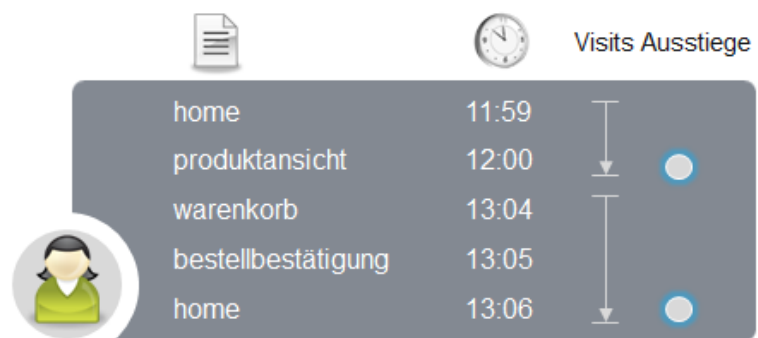 Visits Ausstiege
home 11:59
produktansicht 12:00
warenkorb 13:04
bestellbestätigung 13:05
home 13:06